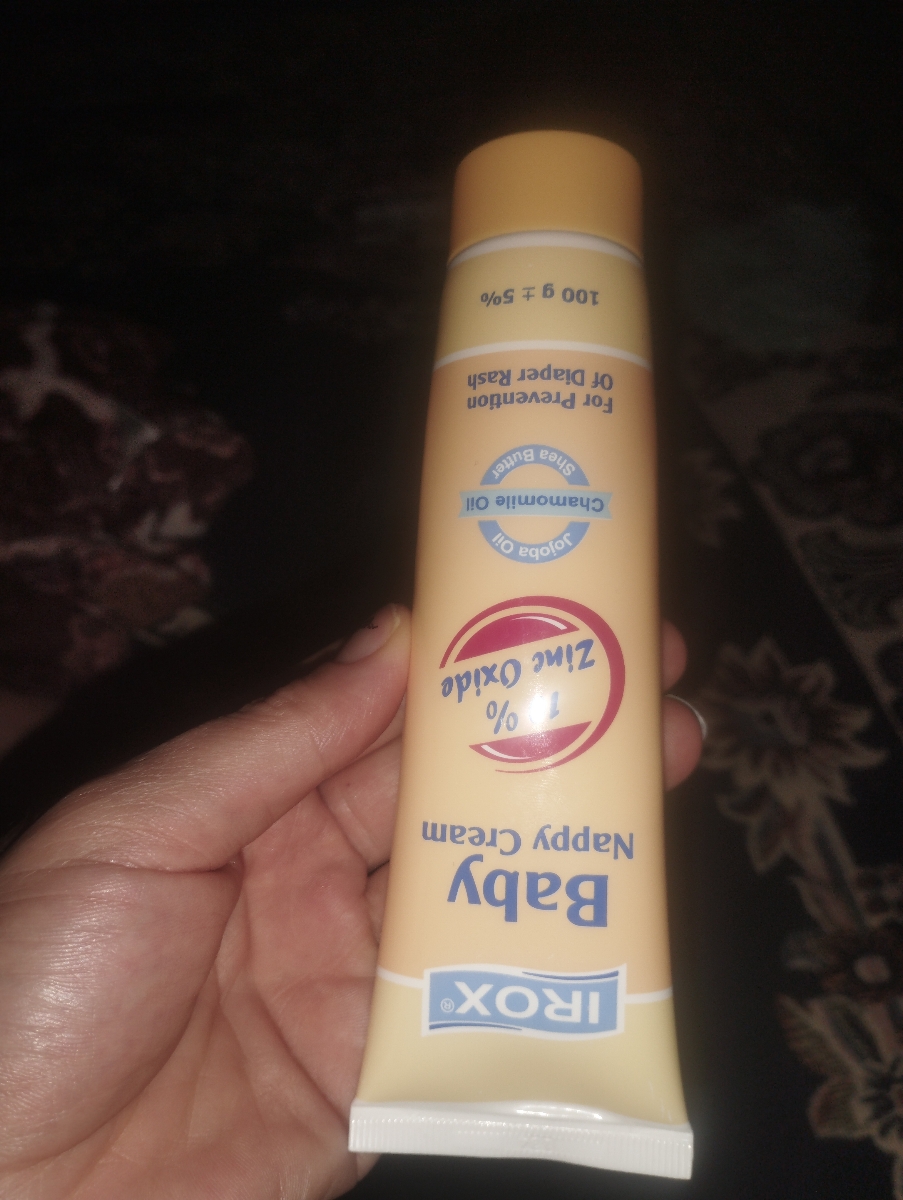 IROX®
Baby
Nappy Cream
Zinc Oxide
Jojoba Oil
Chamomile Oil
Shea Butter
For Prevention
Of Diaper Rash
100 g ± 5%